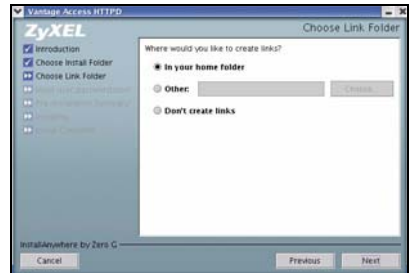 Vantage Access HTTPD
ZyXEL
Choose Link Folder
Introduction
Choose Install Folder
Choose Link Folder
Where would you like to create links?
In your home folder
Other:
Choose...
Don't create links
InstallAnywhere by Zero G
Cancel
Previous
Next